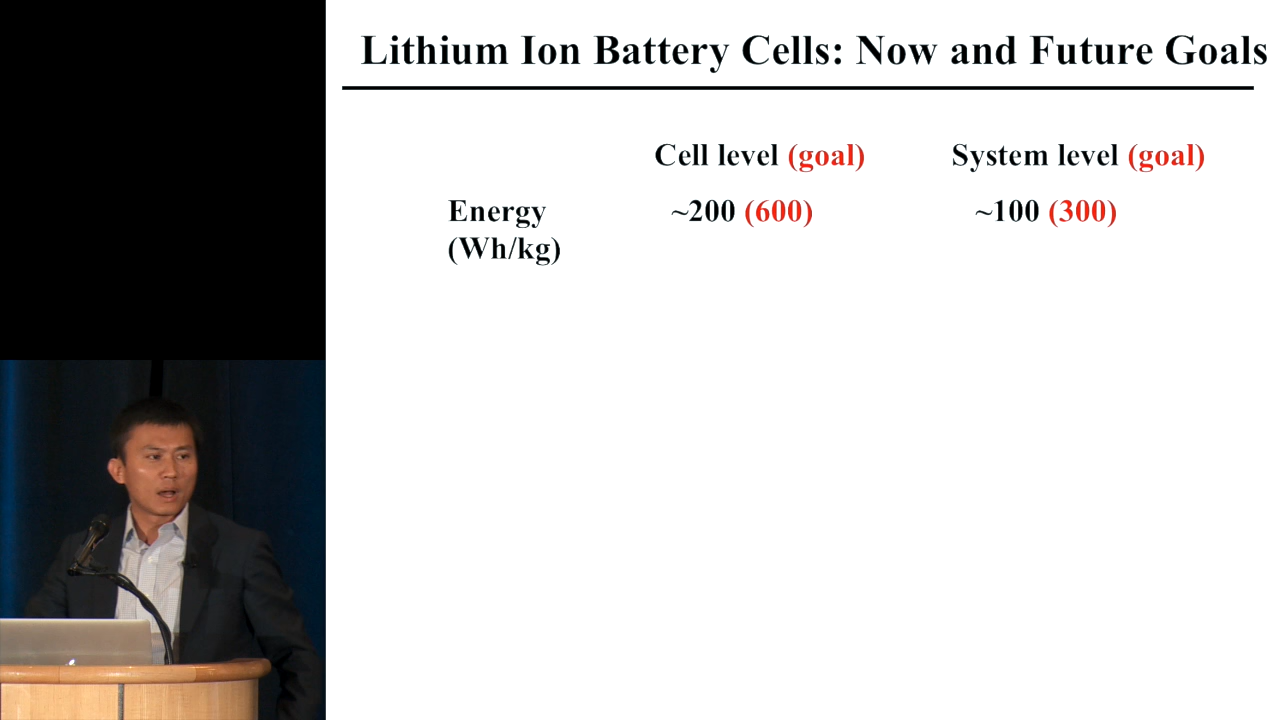 Lithium Ion Battery Cells: Now and Future Goals
Cell level (goal) System level (goal)
Energy ~200 (600) ~100 (300)
(Wh/kg)